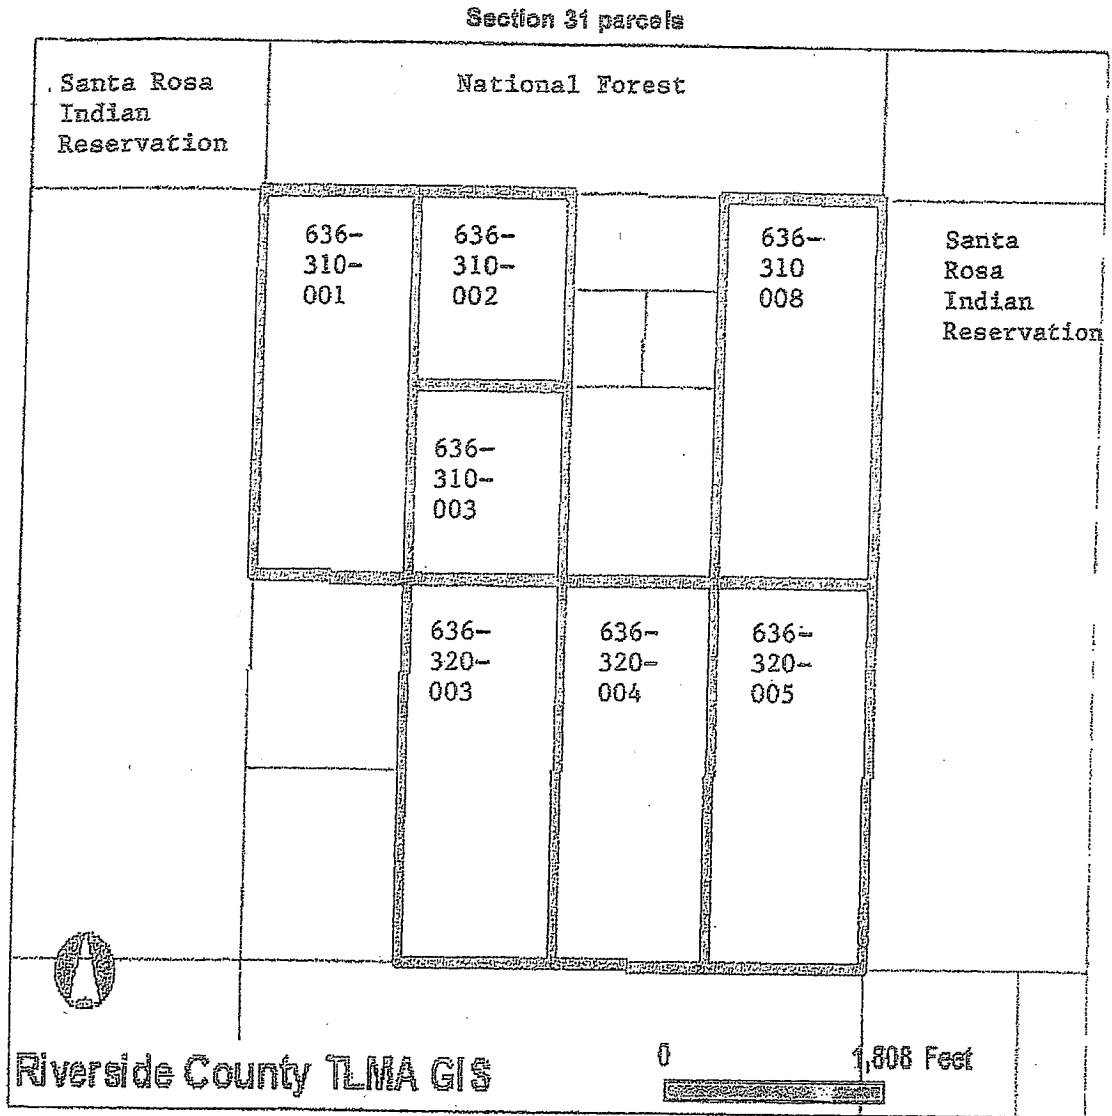 Section 31 parcels
. Santa Rosa
Indian
Reservation
National Forest
636-
310-
001
636-
310-
002
636-
310
008
Santa
Rosa
Indian
Reservation
636-
310-
003
636-
320-
003
636-
320-
004
636-
320-
005
Riverside County TLMA GIS
0
1,808 Feet